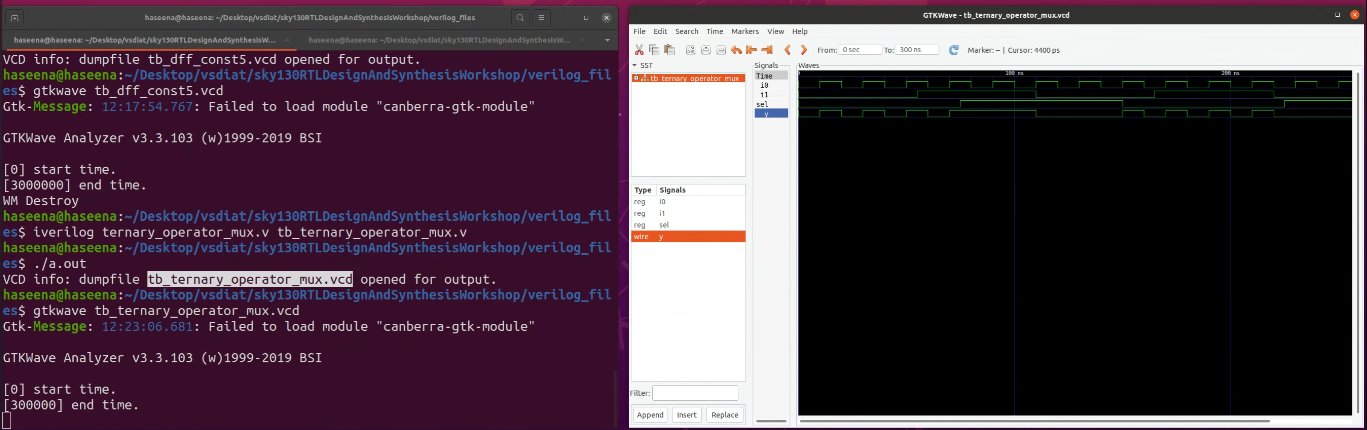 haseena@haseena: ~/Desktop/vsdiat/sky130RTLDesignAndSynthesisWorkshop/verilog_files
haseena@haseena: ~/Desktop/vsdiat/sky130RTLDesignAndSynthesisW...
haseena@haseena: ~/Desktop/vsdiat/sky130RTLDesignAndSynthesisW...
VCD info: dumpfile tb_dff_const5.vcd opened for output.
haseena@haseena:~/Desktop/vsdiat/sky130RTLDesignAndSynthesisWorkshop/verilog_fil
es$ gtkwave tb_dff_const5.vcd
Gtk-Message: 12:17:54.767: Failed to load module "canberra-gtk-module"
GTKWave Analyzer v3.3.103 (w)1999-2019 BSI
[0] start time.
[3000000] end time.
WM Destroy
haseena@haseena:~/Desktop/vsdiat/sky130RTLDesignAndSynthesisWorkshop/verilog_fil
es$ iverilog ternary_operator_mux.v tb_ternary_operator_mux.v
haseena@haseena:~/Desktop/vsdiat/sky130RTLDesignAndSynthesisWorkshop/verilog_fil
es$ ./a.out
VCD info: dumpfile tb_ternary_operator_mux.vcd opened for output.
haseena@haseena:~/Desktop/vsdiat/sky130RTLDesignAndSynthesisWorkshop/verilog_fil
es$ gtkwave tb_ternary_operator_mux.vcd
Gtk-Message: 12:23:06.681: Failed to load module "canberra-gtk-module"
GTKWave Analyzer v3.3.103 (w)1999-2019 BSI
[0] start time.
[300000] end time.
GTKWave - tb_ternary_operator_mux.vcd
File Edit Search Time Markers View Help
From: 0 sec To: 300 ns Marker: -- | Cursor: 4400 ps
SST
tb_ternary_operator_mux
Type Signals
reg i0
reg i1
reg sel
wire y
Filter:
Append Insert Replace
Signals
Time
i0
i1
sel
y
Waves
100 ns 200 ns